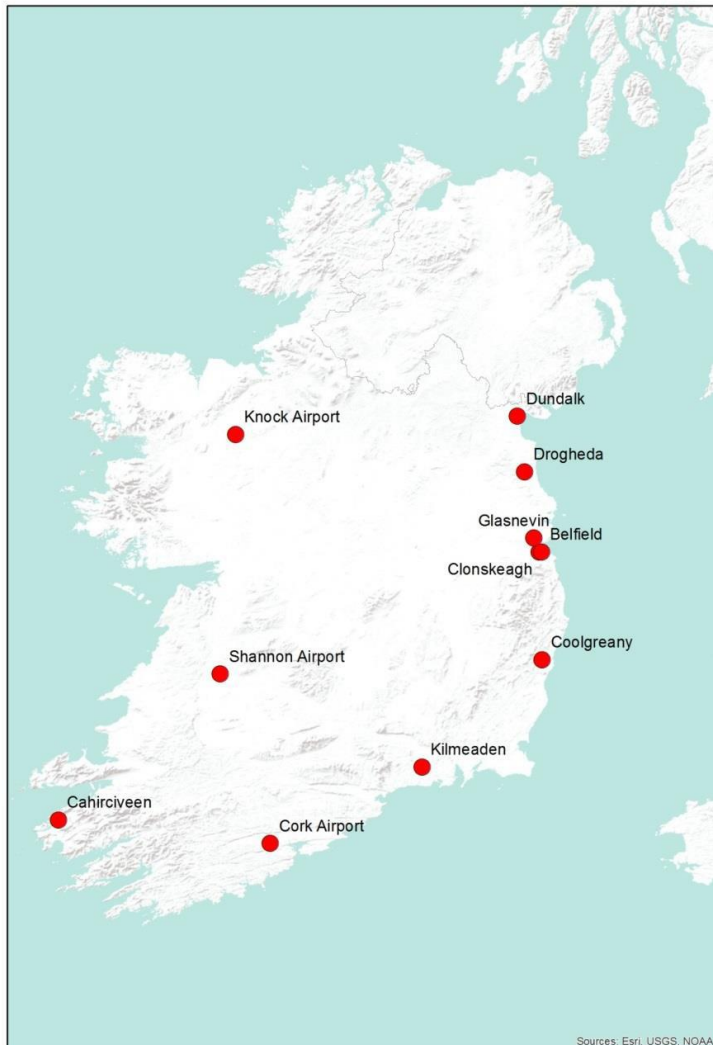 Dundalk
Knock Airport
Drogheda
Glasnevin
Belfield
Clonskeagh
Coolgreany
Shannon Airport
Kilmeaden
Cahirciveen
Cork Airport
Sources: Esri, USGS, NOAA